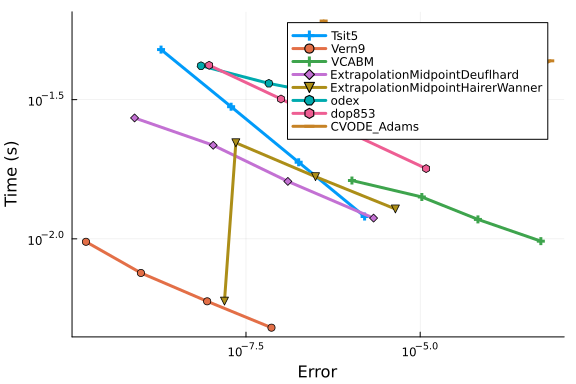 Time (s)
10^-1.5
10^-2.0
Tsit5
Vern9
VCABM
ExtrapolationMidpointDeuflhard
ExtrapolationMidpointHairerWanner
odex
dop853
CVODE_Adams
10^-7.5
10^-5.0
Error